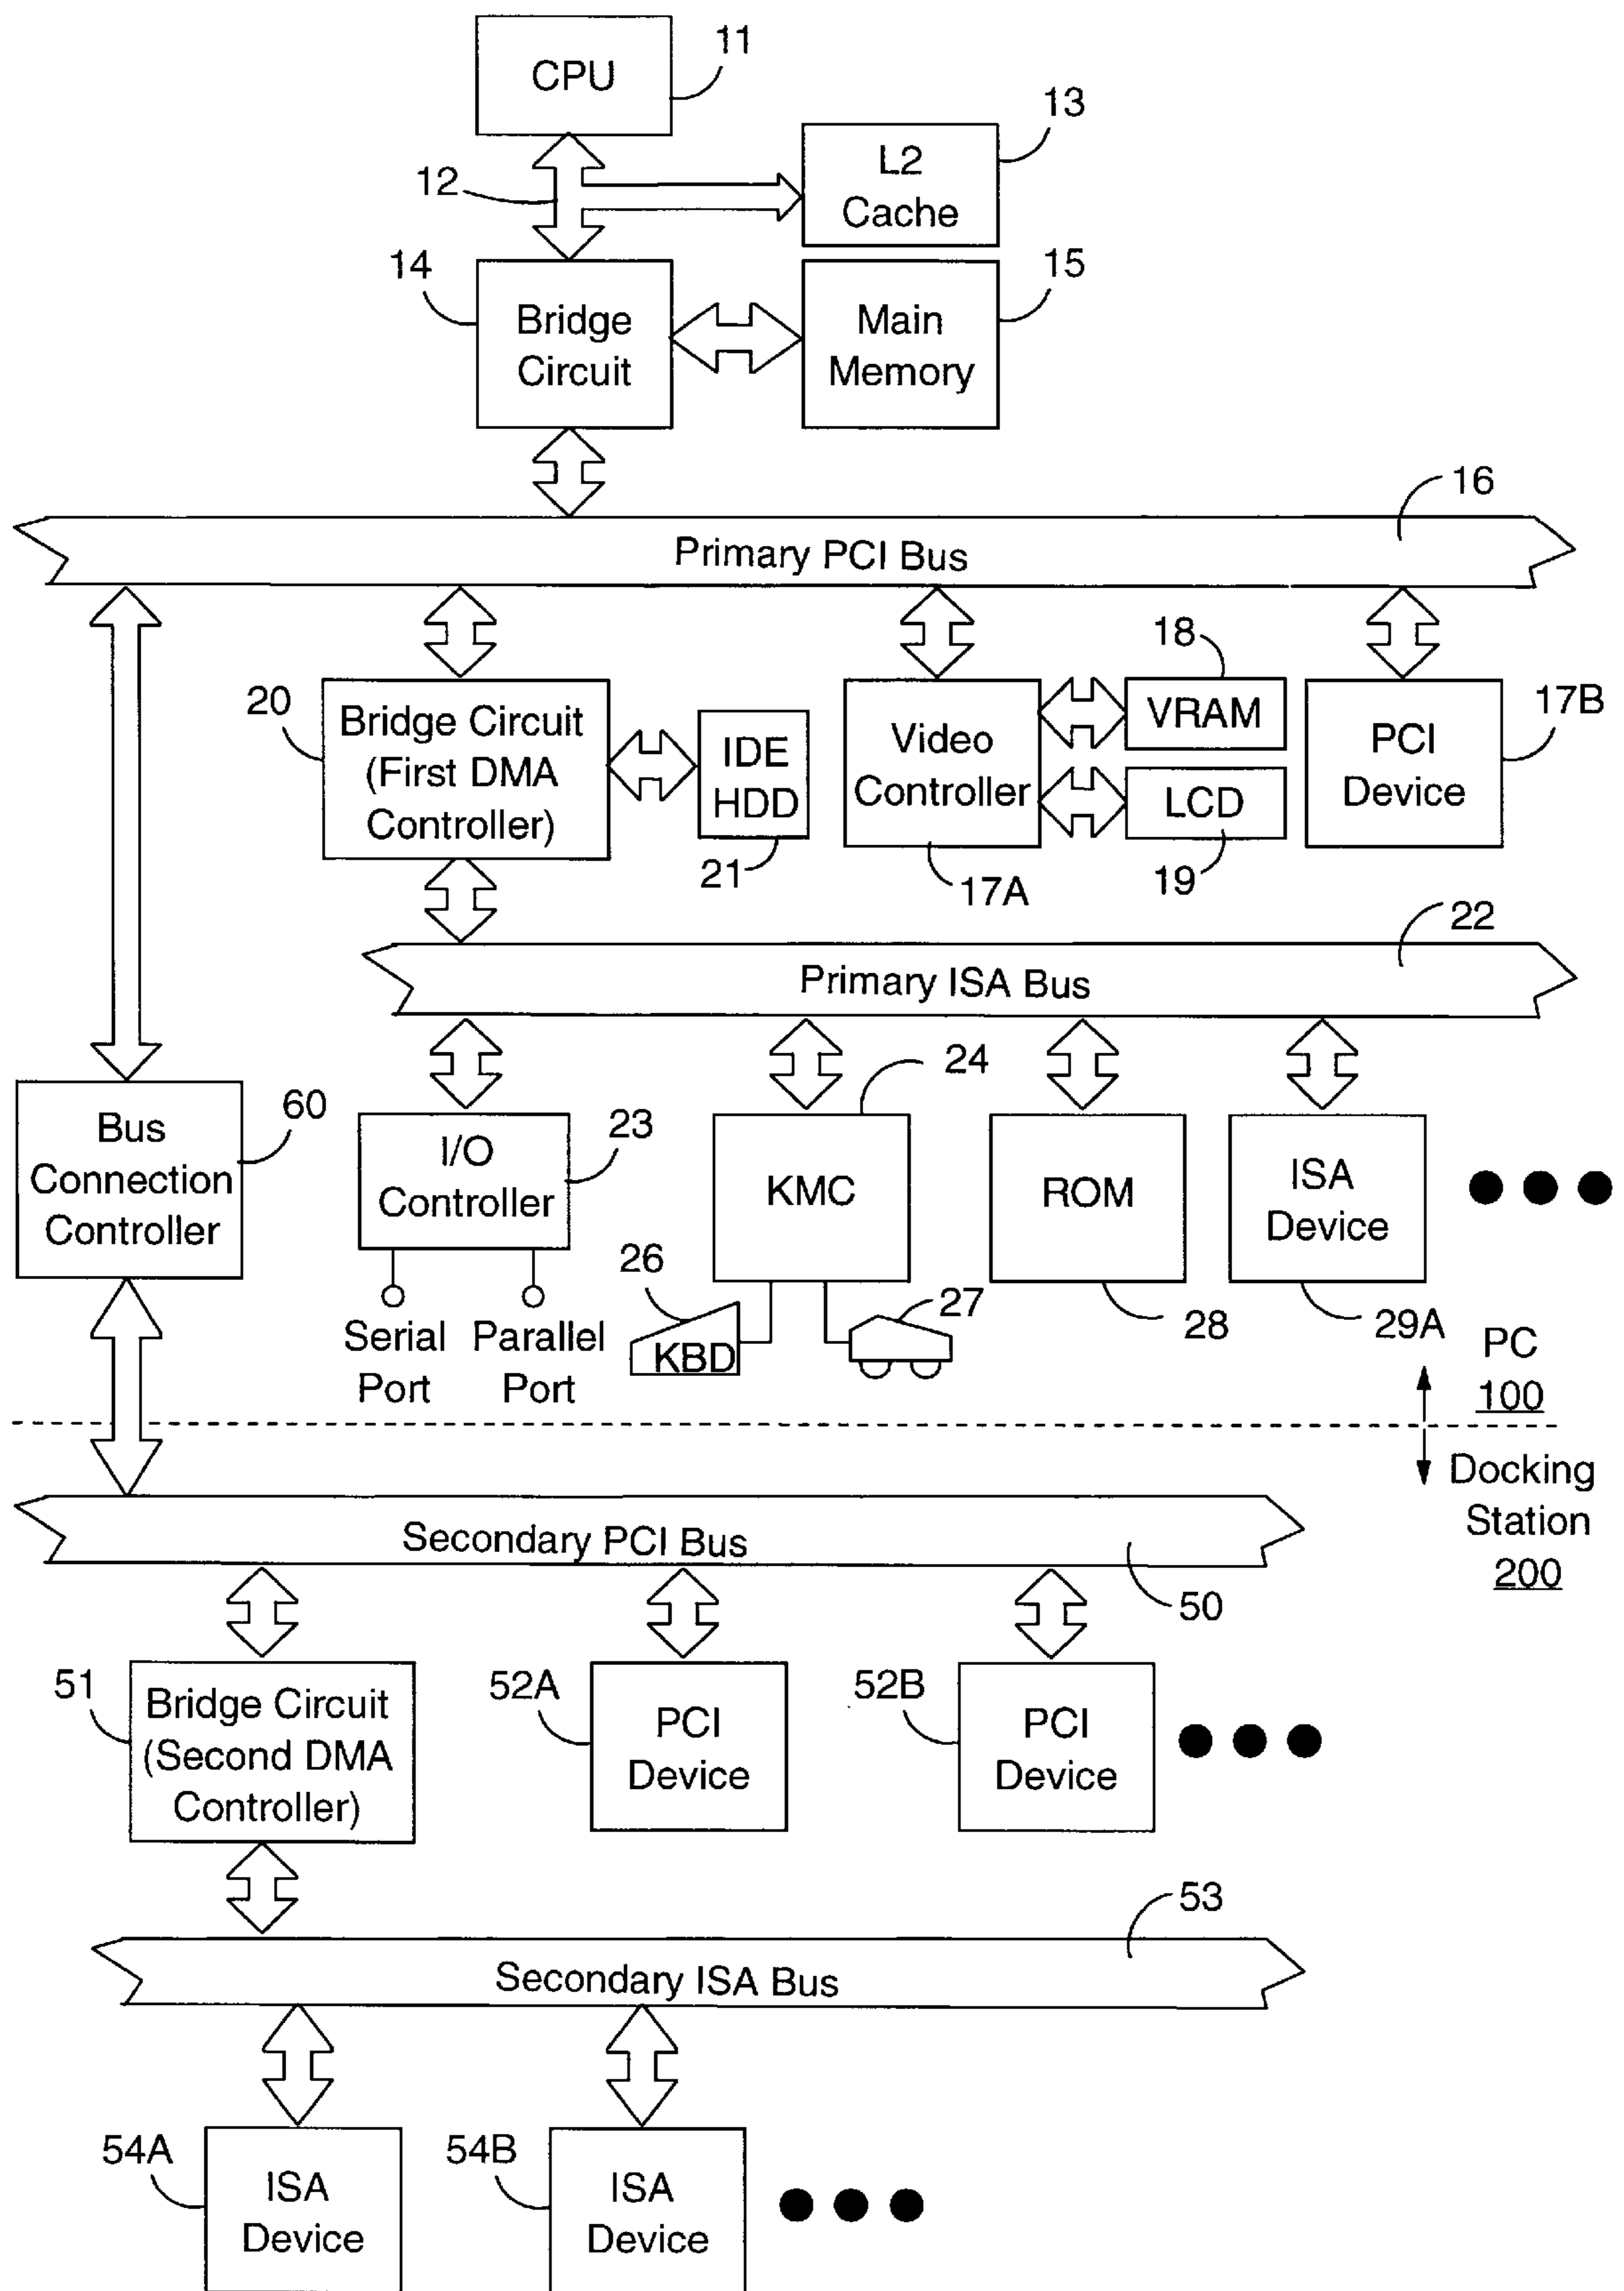 CPU
11
12
L2
Cache
13
14
Bridge
Circuit
Main
Memory
15
16
Primary PCI Bus
20
Bridge Circuit
(First DMA
Controller)
IDE
HDD
21
Video
Controller
17A
18
VRAM
LCD
19
PCI
Device
17B
22
Primary ISA Bus
Bus
Connection
Controller
60
I/O
Controller
23
Serial
Port
Parallel
Port
24
KMC
26
KBD
27
ROM
28
ISA
Device
29A
PC
100
Docking
Station
200
Secondary PCI Bus
50
51
Bridge Circuit
(Second DMA
Controller)
52A
PCI
Device
52B
PCI
Device
53
Secondary ISA Bus
54A
ISA
Device
54B
ISA
Device